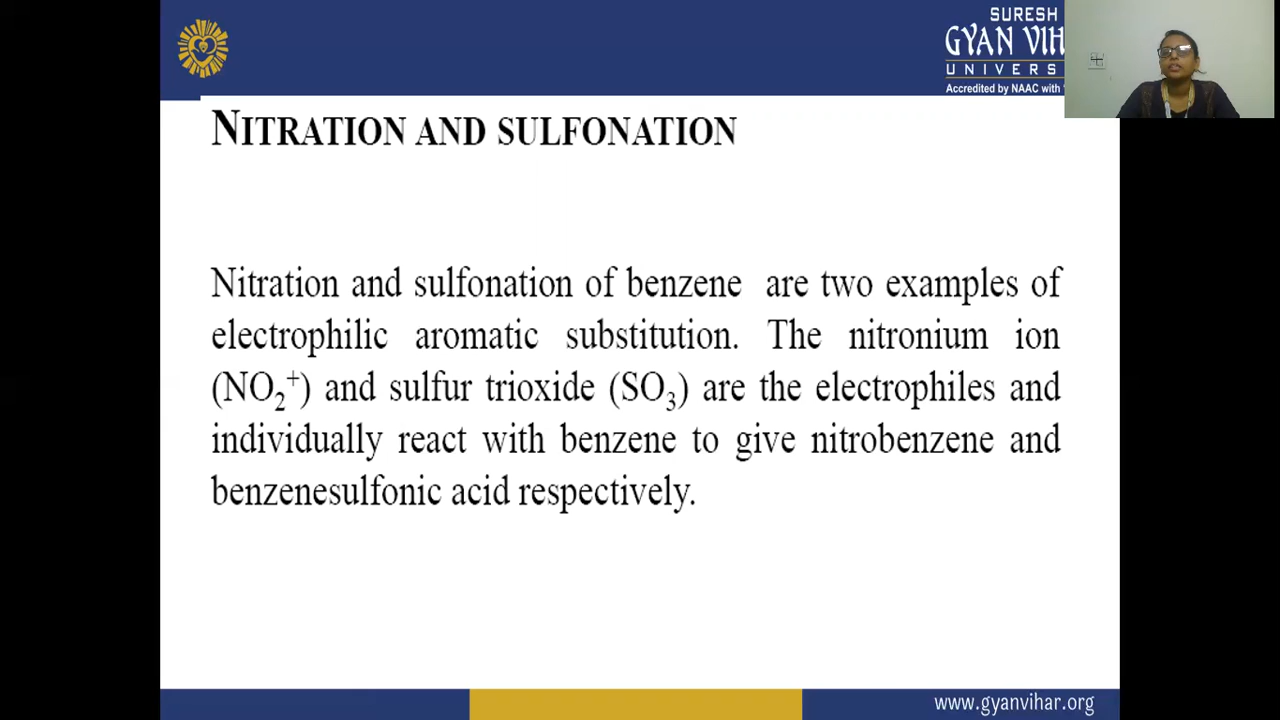 SURESH
GYAN VIH
UNIVERS
Accredited by NAAC with
NITRATION AND SULFONATION
Nitration and sulfonation of benzene are two examples of
electrophilic aromatic substitution. The nitronium ion
(NO₂⁺) and sulfur trioxide (SO₃) are the electrophiles and
individually react with benzene to give nitrobenzene and
benzenesulfonic acid respectively.
www.gyanvihar.org